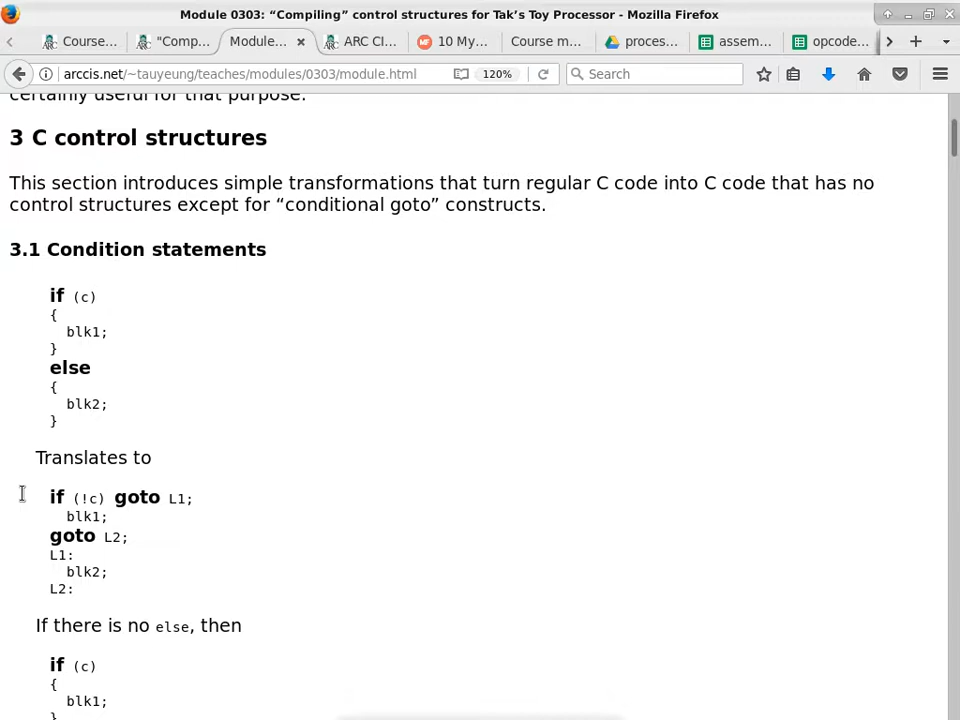 Module 0303: “Compiling” control structures for Tak’s Toy Processor - Mozilla Firefox
Course... "Comp... Module... ARC CI... 10 My... Course m... proces... assem... opcode...
arccis.net/~tauyeung/teaches/modules/0303/module.html 120% Search
certainly useful for that purpose.
3 C control structures
This section introduces simple transformations that turn regular C code into C code that has no
control structures except for “conditional goto” constructs.
3.1 Condition statements
if (c)
{
blk1;
}
else
{
blk2;
}
Translates to
if (!c) goto L1;
blk1;
goto L2;
L1:
blk2;
L2:
If there is no else, then
if (c)
{
blk1;
}